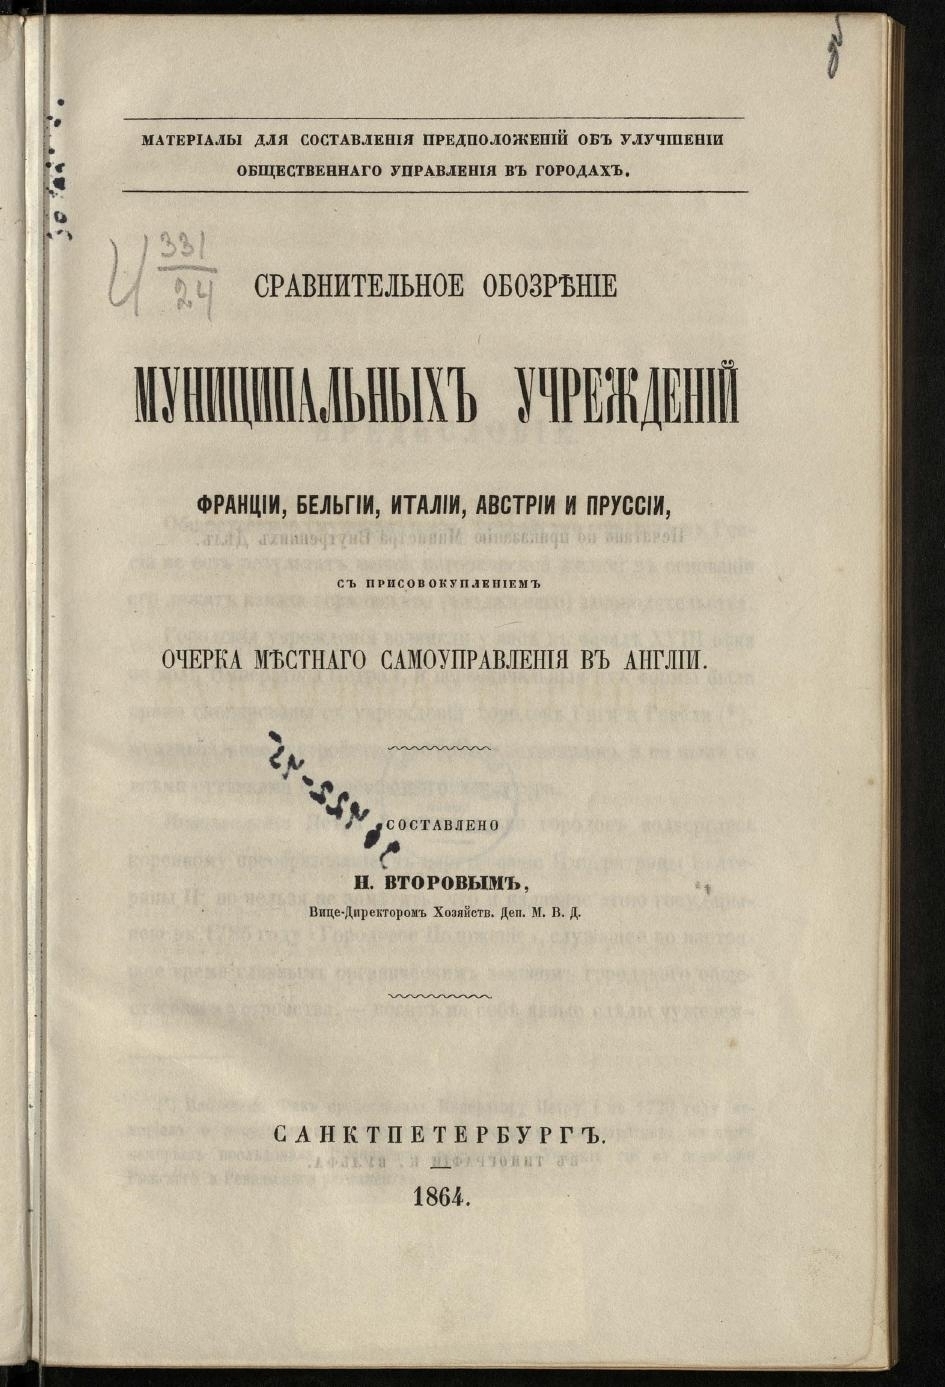 МАТЕРІАЛЫ ДЛЯ СОСТАВЛЕНІЯ ПРЕДПОЛОЖЕНІЙ ОБЪ УЛУЧШЕНІИ
ОБЩЕСТВЕННАГО УПРАВЛЕНІЯ ВЪ ГОРОДАХЪ.
331
24
СРАВНИТЕЛЬНОЕ ОБОЗРѢНІЕ
МУНИЦИПАЛЬНЫХЪ УЧРЕЖДЕНІЙ
ФРАНЦІИ, БЕЛЬГІИ, ИТАЛІИ, АВСТРІИ И ПРУССІИ,
СЪ ПРИСОВОКУПЛЕНІЕМЪ
ОЧЕРКА МѢСТНАГО САМОУПРАВЛЕНІЯ ВЪ АНГЛІИ.
СОСТАВЛЕНО
Н. ВТОРОВЫМЪ,
Вице-Директоромъ Хозяйств. Деп. М. В. Д.
САНКТПЕТЕРБУРГЪ.
1864.